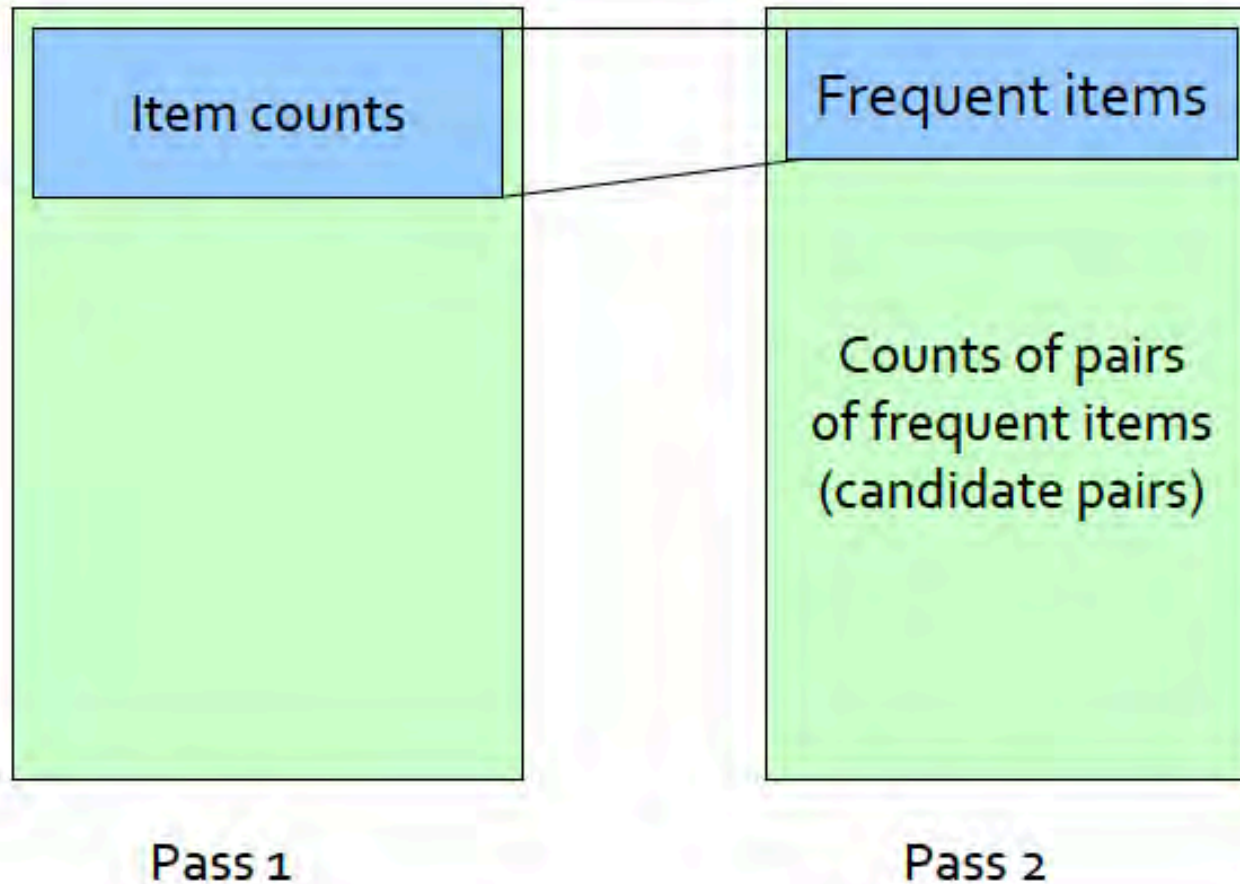 Item counts
Frequent items
Counts of pairs
of frequent items
(candidate pairs)
Pass 1
Pass 2